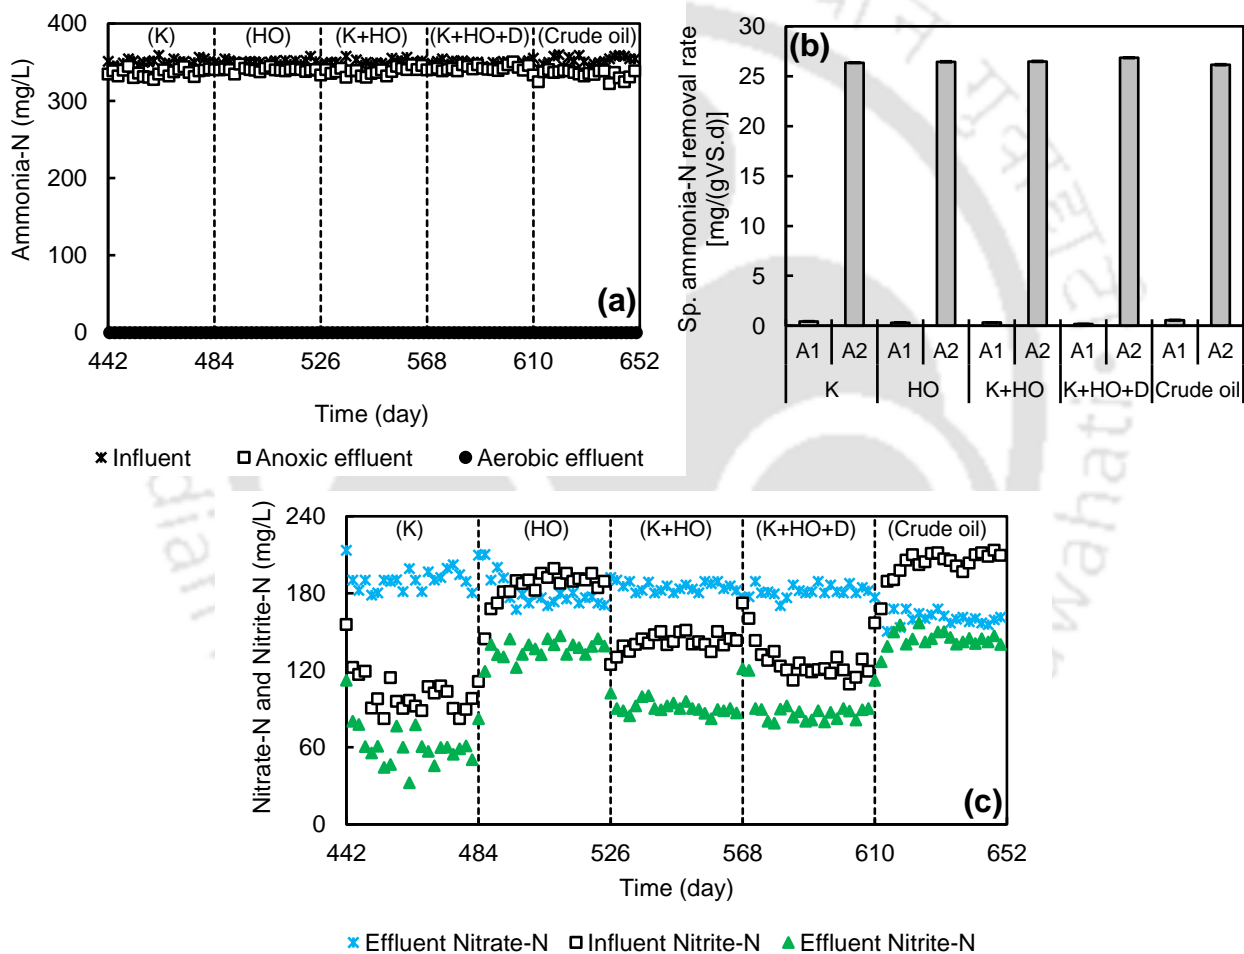 (K) (HO) (K+HO) (K+HO+D) (Crude oil)
400
300
200
100
0
Ammonia-N (mg/L)
(a)
442 484 526 568 610 652
Time (day)
Influent Anoxic effluent Aerobic effluent
(b)
30
25
20
15
10
5
0
Sp. ammonia-N removal rate
[mg/(gVS.d)]
A1 A2 A1 A2 A1 A2 A1 A2 A1 A2
K HO K+HO K+HO+D Crude oil
(K) (HO) (K+HO) (K+HO+D) (Crude oil)
240
180
120
60
0
Nitrate-N and Nitrite-N (mg/L)
(c)
442 484 526 568 610 652
Time (day)
Effluent Nitrate-N Influent Nitrite-N Effluent Nitrite-N